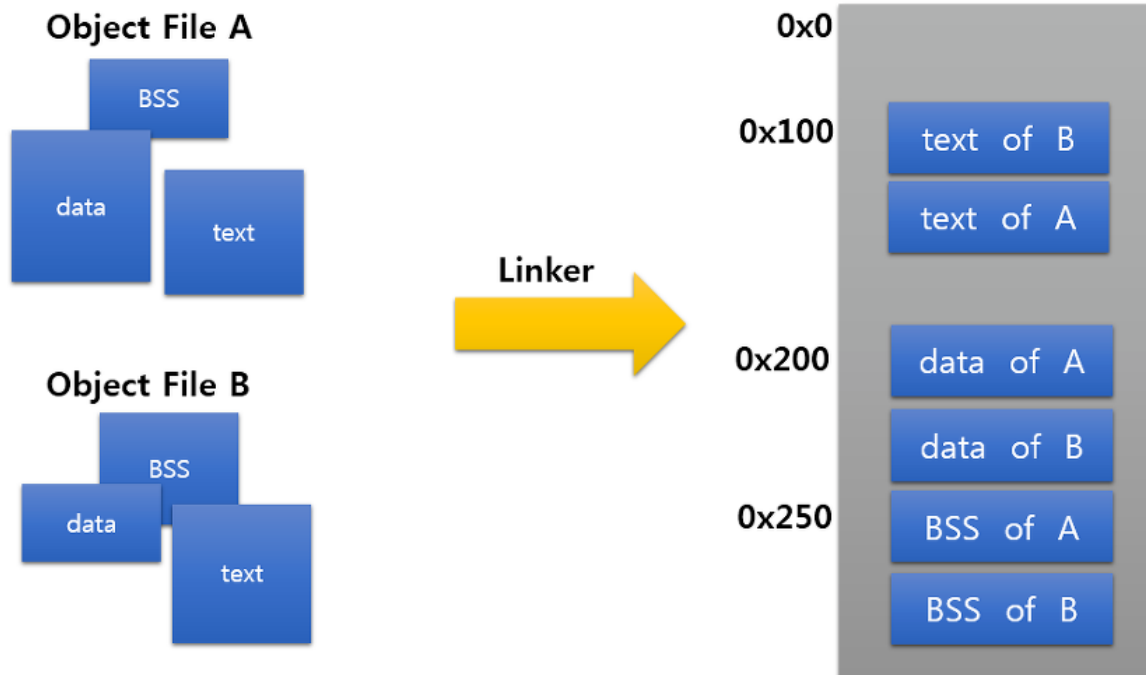 Object File A
BSS
data
text
Object File B
BSS
data
text
Linker
0x0
0x100
text of B
text of A
0x200
data of A
data of B
0x250
BSS of A
BSS of B